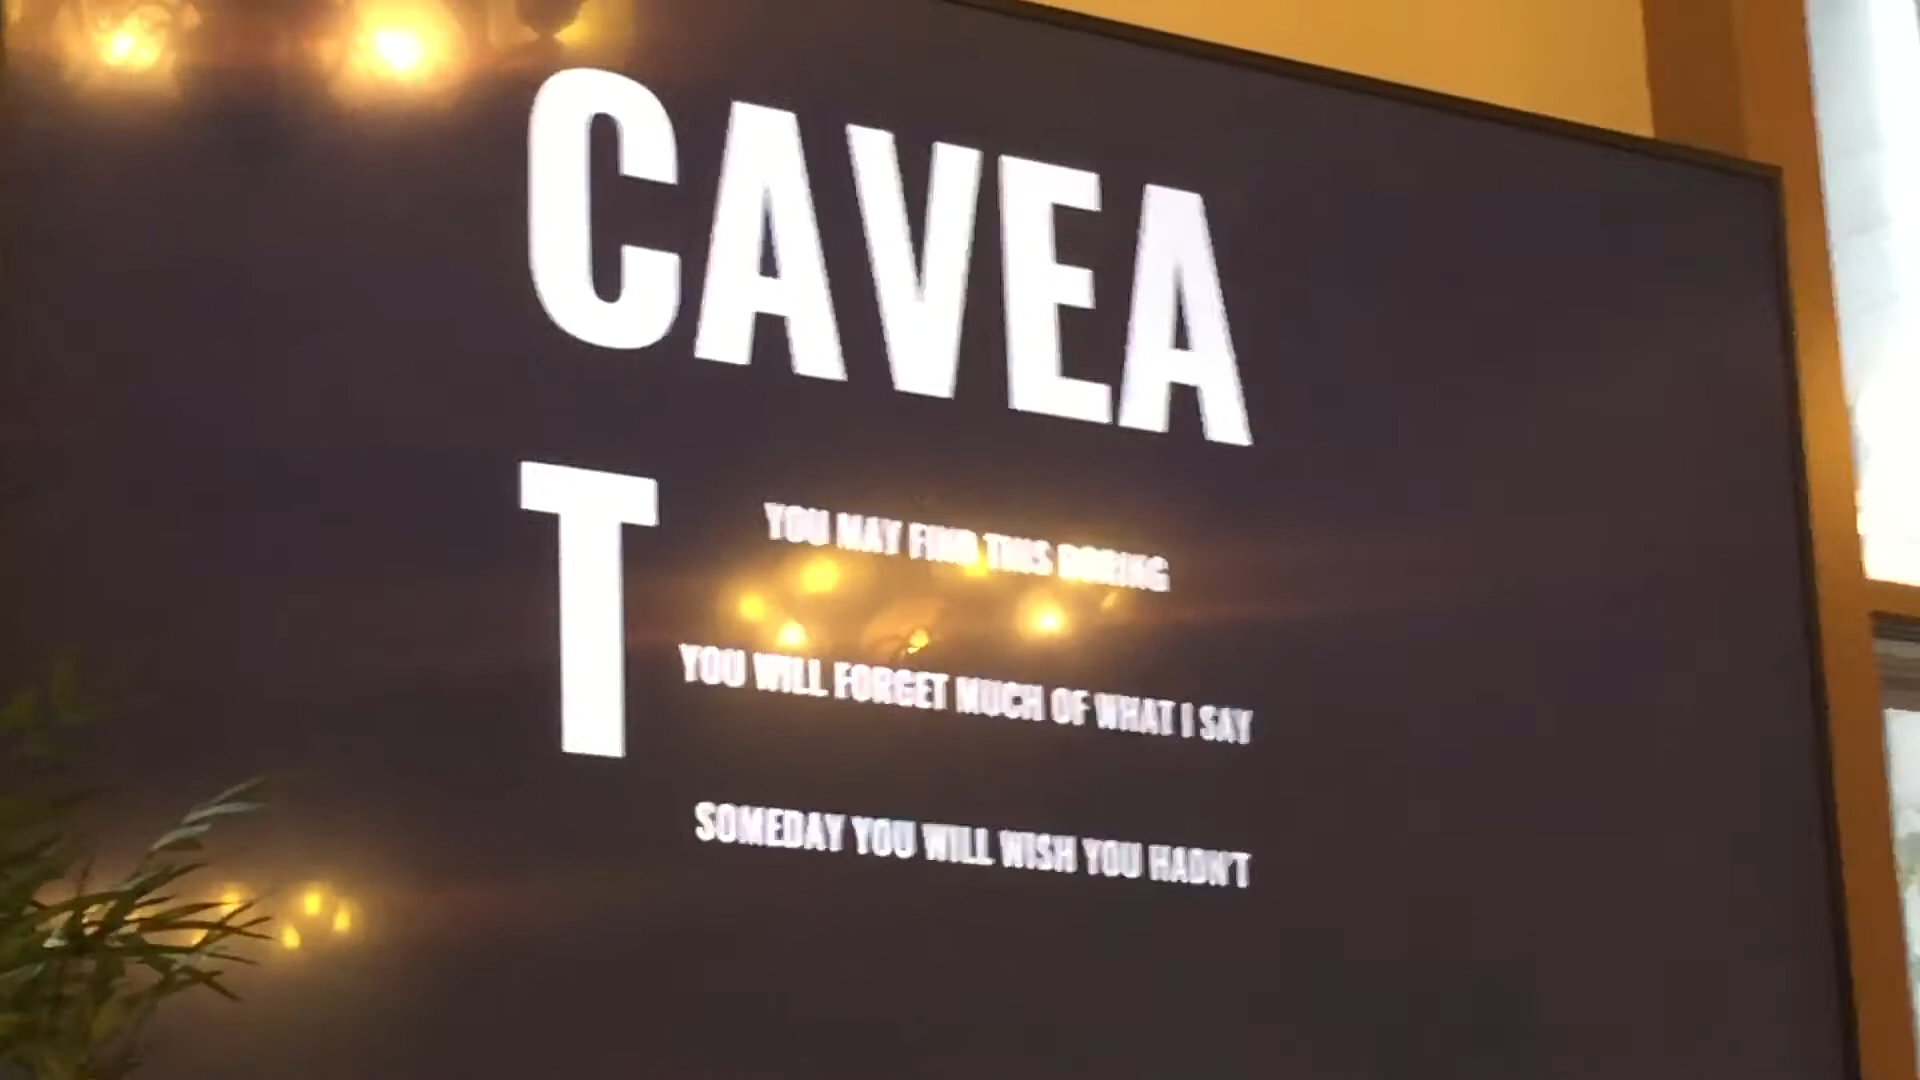 CAVEA
T
YOU MAY FIND THIS BORING
YOU WILL FORGET MUCH OF WHAT I SAY
SOMEDAY YOU WILL WISH YOU HADN'T